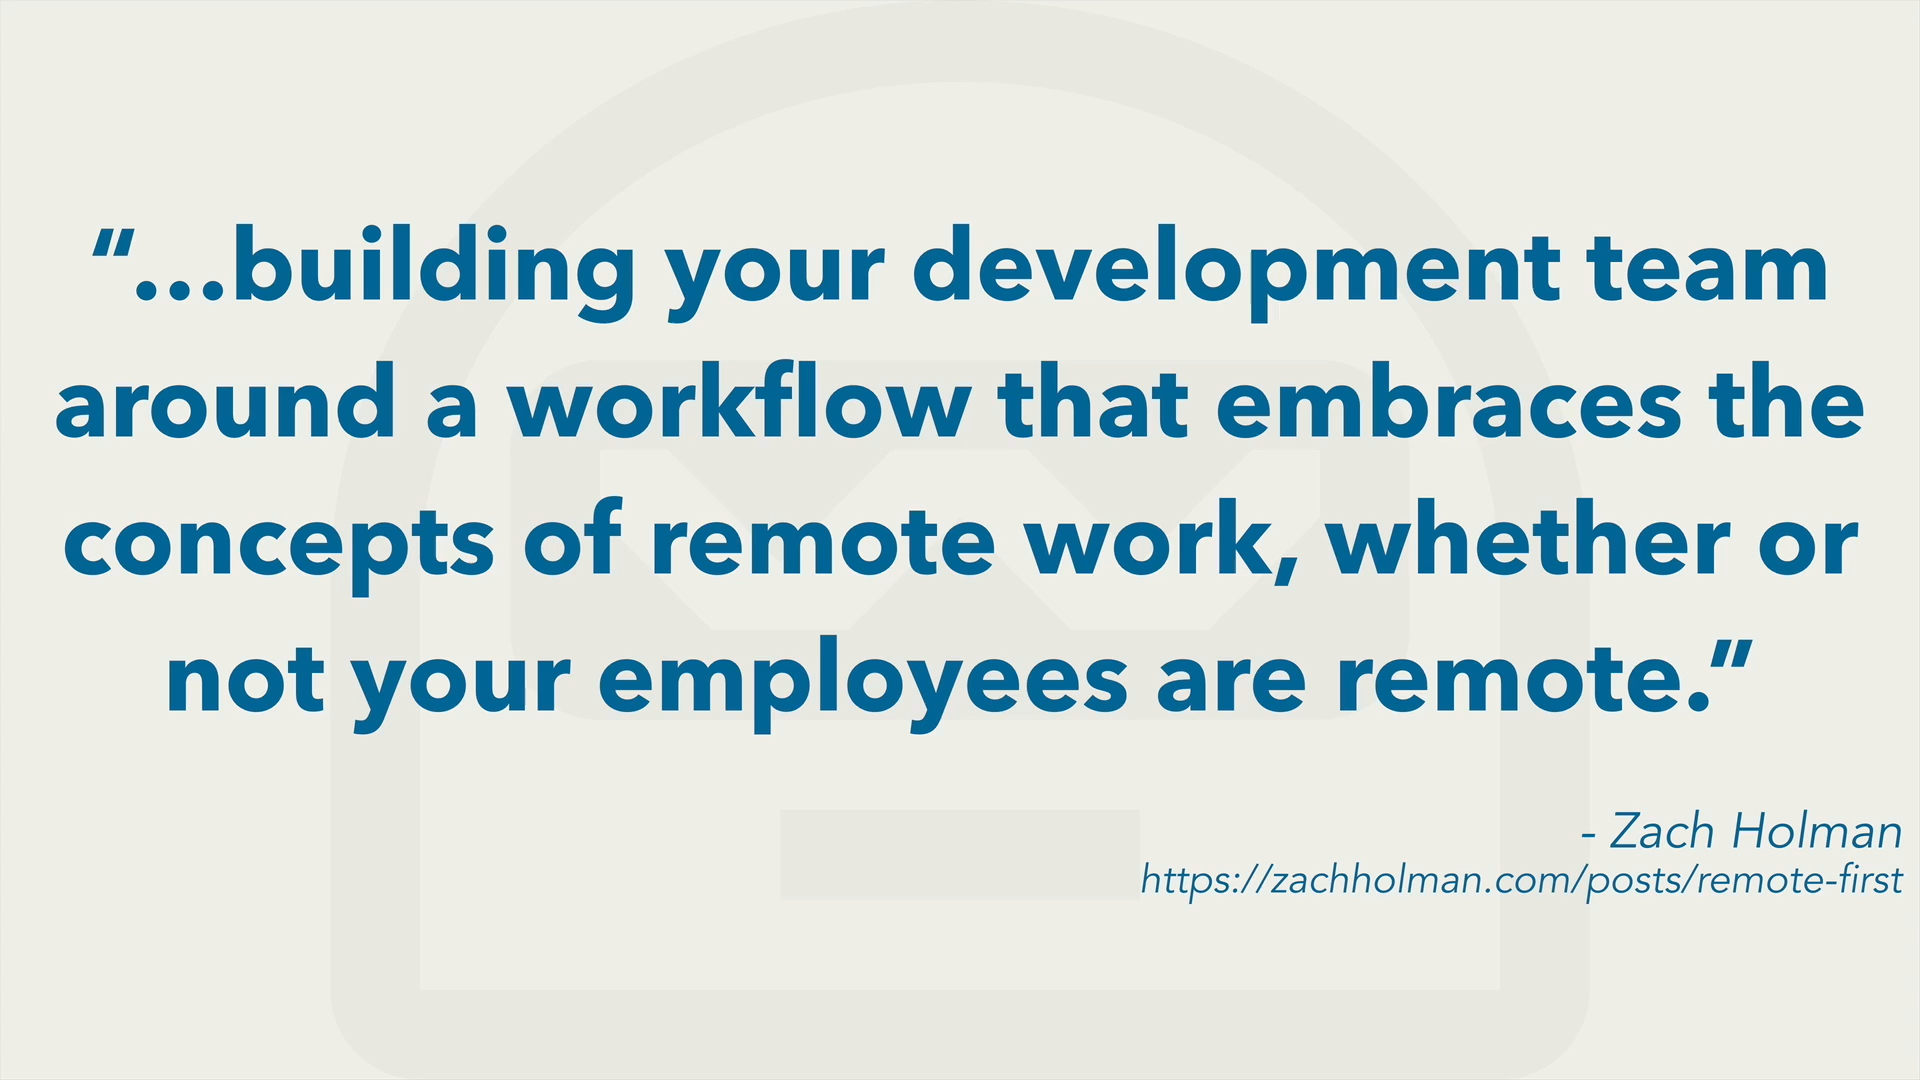 “…building your development team
around a workflow that embraces the
concepts of remote work, whether or
not your employees are remote.”
- Zach Holman
https://zachholman.com/posts/remote-first